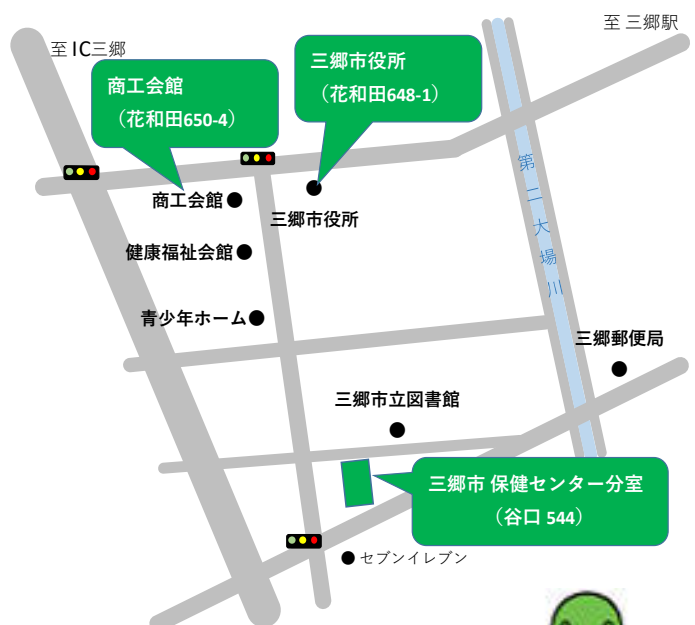 至 三郷駅
至 IC三郷
商工会館
（花和田650-4）
三郷市役所
（花和田648-1）
商工会館
三郷市役所
健康福祉会館
青少年ホーム
第二大場川
三郷郵便局
三郷市立図書館
三郷市 保健センター分室
（谷口 544）
セブンイレブン